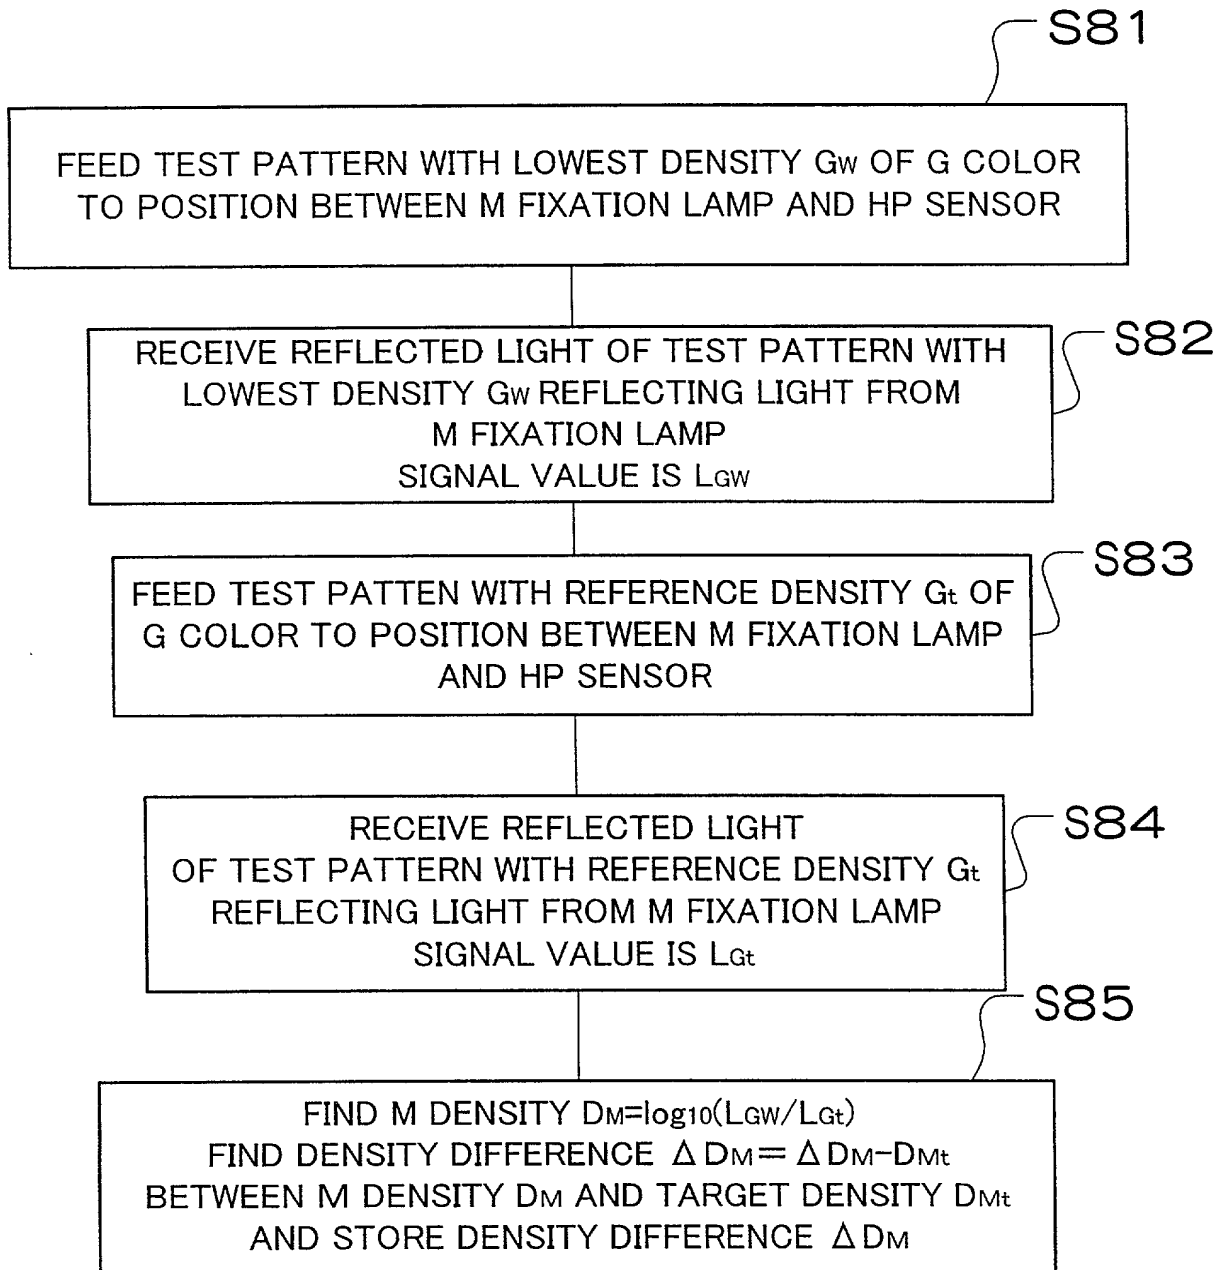 S81
FEED TEST PATTERN WITH LOWEST DENSITY GW OF G COLOR
TO POSITION BETWEEN M FIXATION LAMP AND HP SENSOR
S82
RECEIVE REFLECTED LIGHT OF TEST PATTERN WITH
LOWEST DENSITY GW REFLECTING LIGHT FROM
M FIXATION LAMP
SIGNAL VALUE IS LGW
S83
FEED TEST PATTEN WITH REFERENCE DENSITY Gt OF
G COLOR TO POSITION BETWEEN M FIXATION LAMP
AND HP SENSOR
S84
RECEIVE REFLECTED LIGHT
OF TEST PATTERN WITH REFERENCE DENSITY Gt
REFLECTING LIGHT FROM M FIXATION LAMP
SIGNAL VALUE IS LGt
S85
FIND M DENSITY DM=log10(LGW/LGt)
FIND DENSITY DIFFERENCE ΔDM=ΔDM-DMt
BETWEEN M DENSITY DM AND TARGET DENSITY DMt
AND STORE DENSITY DIFFERENCE ΔDM